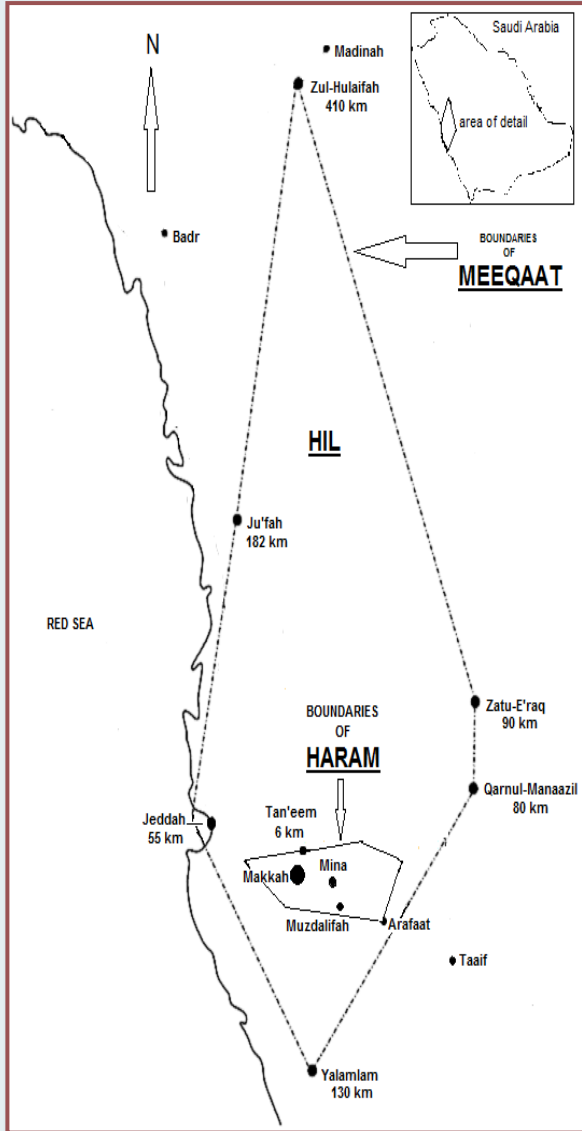 N
Madinah
Saudi Arabia
Zul-Hulaifah
410 km
area of detail
Badr
BOUNDARIES
OF
MEEQAAT
HIL
Ju'fah
182 km
RED SEA
Zatu-E'raq
90 km
BOUNDARIES
OF
HARAM
Qarnul-Manaazil
80 km
Jeddah
55 km
Tan'eem
6 km
Makkah
Mina
Muzdalifah
Arafaat
Taaif
Yalamlam
130 km